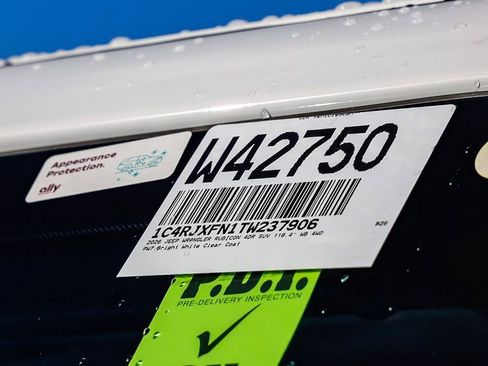 Appearance
Protection.
ally
W42750
1C4RJXFN1TW237906
2026 JEEP WRANGLER RUBICON 4DR SUV 118.4" WB 4WD
PW7 Bright White Clear Coat
826
P.D.I.
PRE-DELIVERY INSPECTION